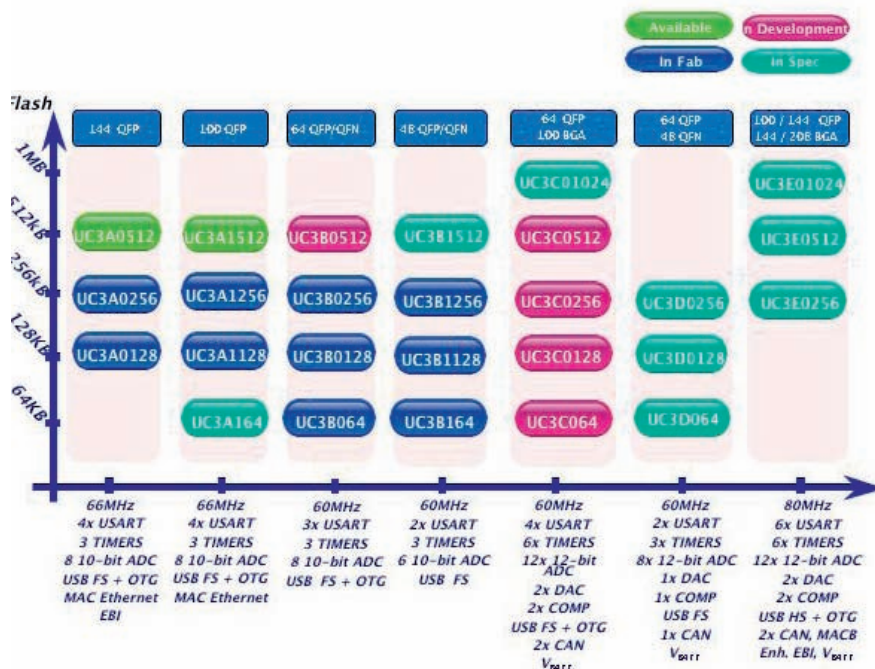 Available
n Development
In Fab
In Spec
Flash
144 QFP
100 QFP
64 QFP/QFN
48 QFP/QFN
64 QFP
100 BGA
64 QFP
48 QFN
100 / 144 QFP
144 / 208 BGA
1MB
UC3C01024
UC3E01024
512kB
UC3A0512
UC3A1512
UC3B0512
UC3B1512
UC3C0512
UC3E0512
256kB
UC3A0256
UC3A1256
UC3B0256
UC3B1256
UC3C0256
UC3D0256
UC3E0256
128KB
UC3A0128
UC3A1128
UC3B0128
UC3B1128
UC3C0128
UC3D0128
64KB
UC3A164
UC3B064
UC3B164
UC3C064
UC3D064
66MHz
4x USART
3 TIMERS
8 10-bit ADC
USB FS + OTG
MAC Ethernet
EBI
66MHz
4x USART
3 TIMERS
8 10-bit ADC
USB FS + OTG
MAC Ethernet
60MHz
3x USART
3 TIMERS
8 10-bit ADC
USB FS + OTG
60MHz
2x USART
3 TIMERS
6 10-bit ADC
USB FS
60MHz
4x USART
6x TIMERS
12x 12-bit
ADC
2x DAC
2x COMP
USB FS + OTG
2x CAN
VBATT
60MHz
2x USART
3x TIMERS
8x 12-bit ADC
1x DAC
1x COMP
USB FS
1x CAN
VBATT
80MHz
6x USART
6x TIMERS
12x 12-bit ADC
2x DAC
2x COMP
USB HS + OTG
2x CAN, MACB
Enh. EBI, VBATT